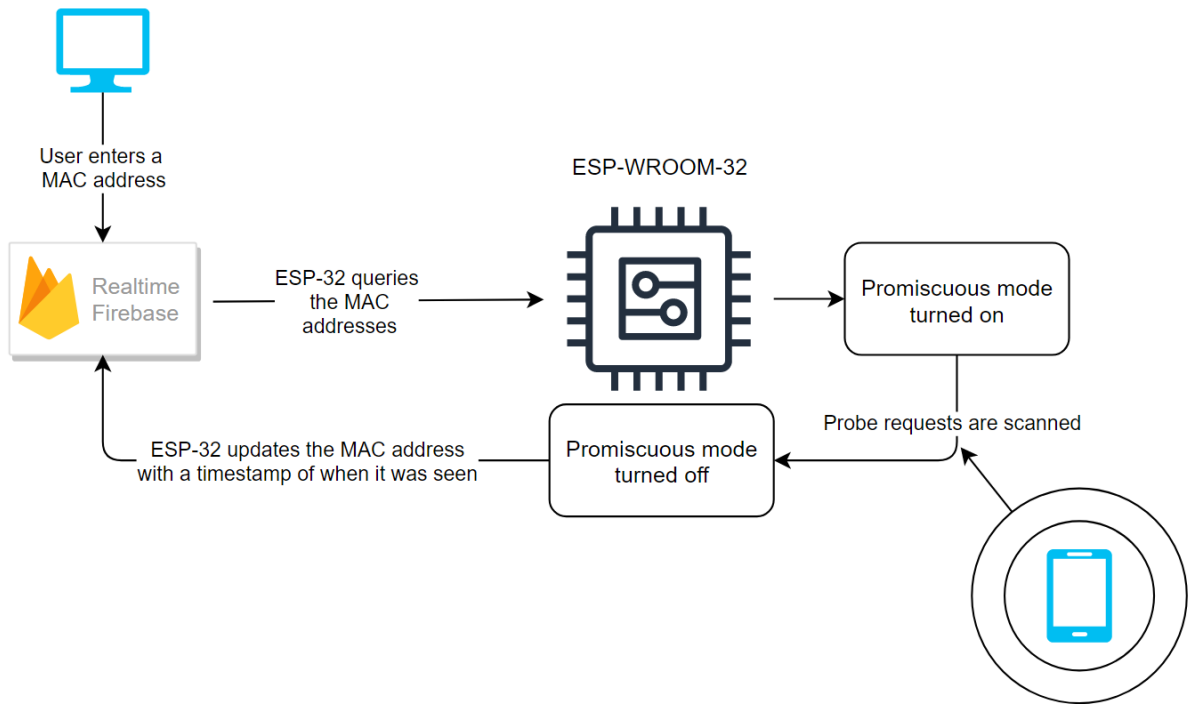 User enters a
MAC address
ESP-WROOM-32
Realtime
Firebase
ESP-32 queries
the MAC
addresses
Promiscuous mode
turned on
Probe requests are scanned
Promiscuous mode
turned off
ESP-32 updates the MAC address
with a timestamp of when it was seen